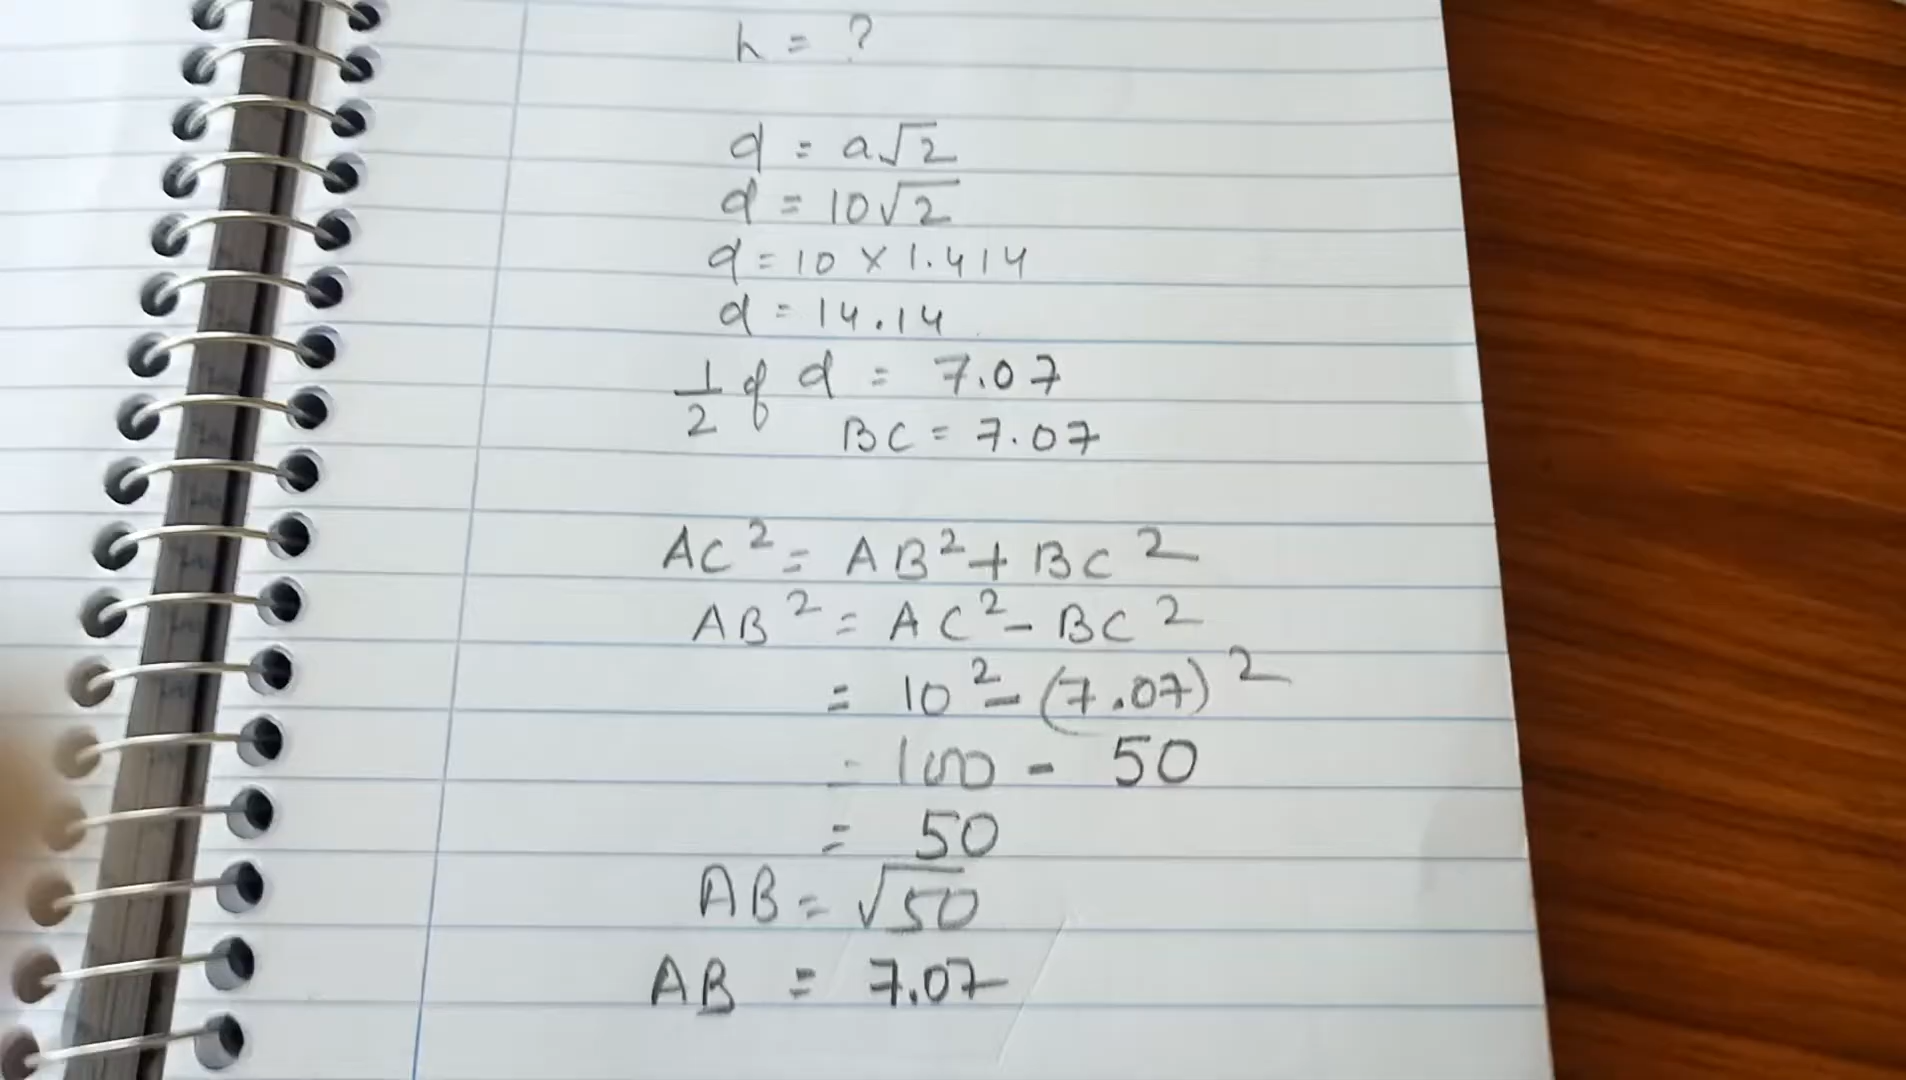 h = ?
d = a√2
d = 10√2
d = 10 × 1.414
d = 14.14
1/2 of d = 7.07
BC = 7.07
AC² = AB² + BC²
AB² = AC² - BC²
= 10² - (7.07)²
= 100 - 50
= 50
AB = √50
AB = 7.07